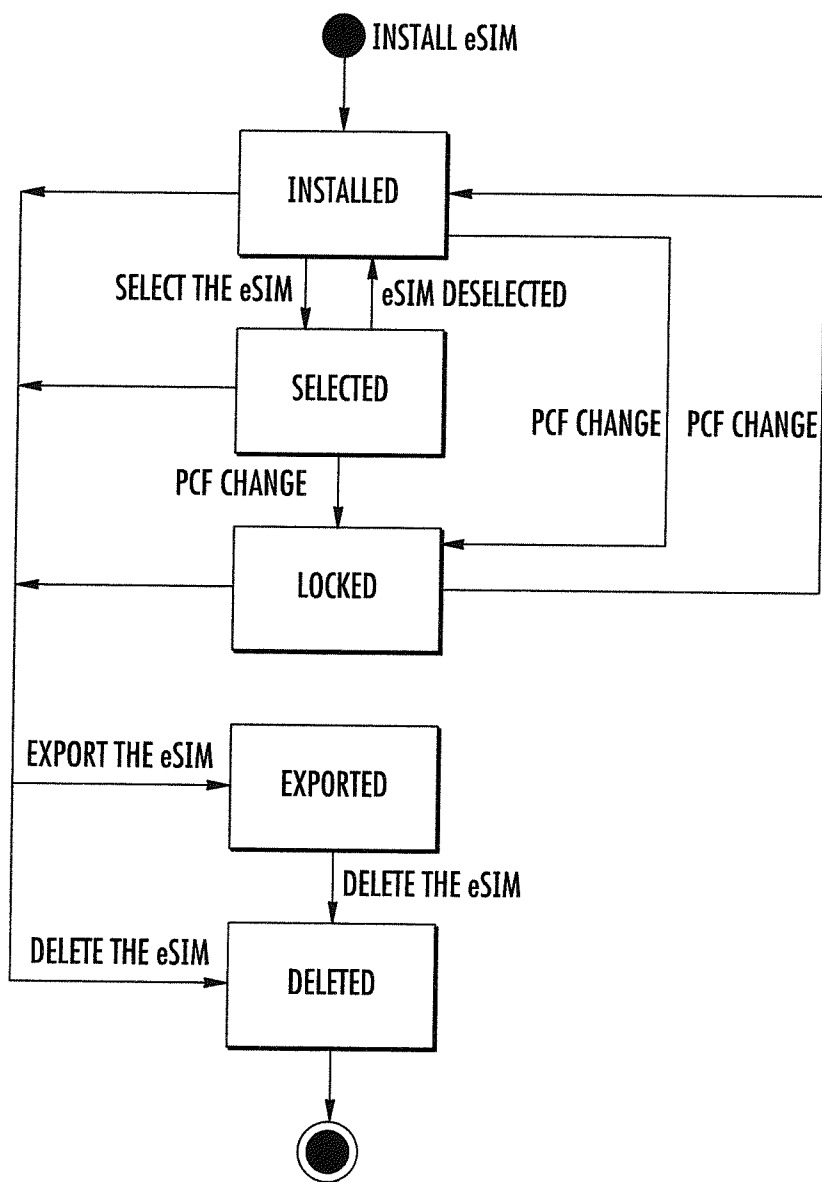 INSTALL eSIM
INSTALLED
SELECT THE eSIM
eSIM DESELECTED
SELECTED
PCF CHANGE
PCF CHANGE
PCF CHANGE
LOCKED
EXPORT THE eSIM
EXPORTED
DELETE THE eSIM
DELETE THE eSIM
DELETED